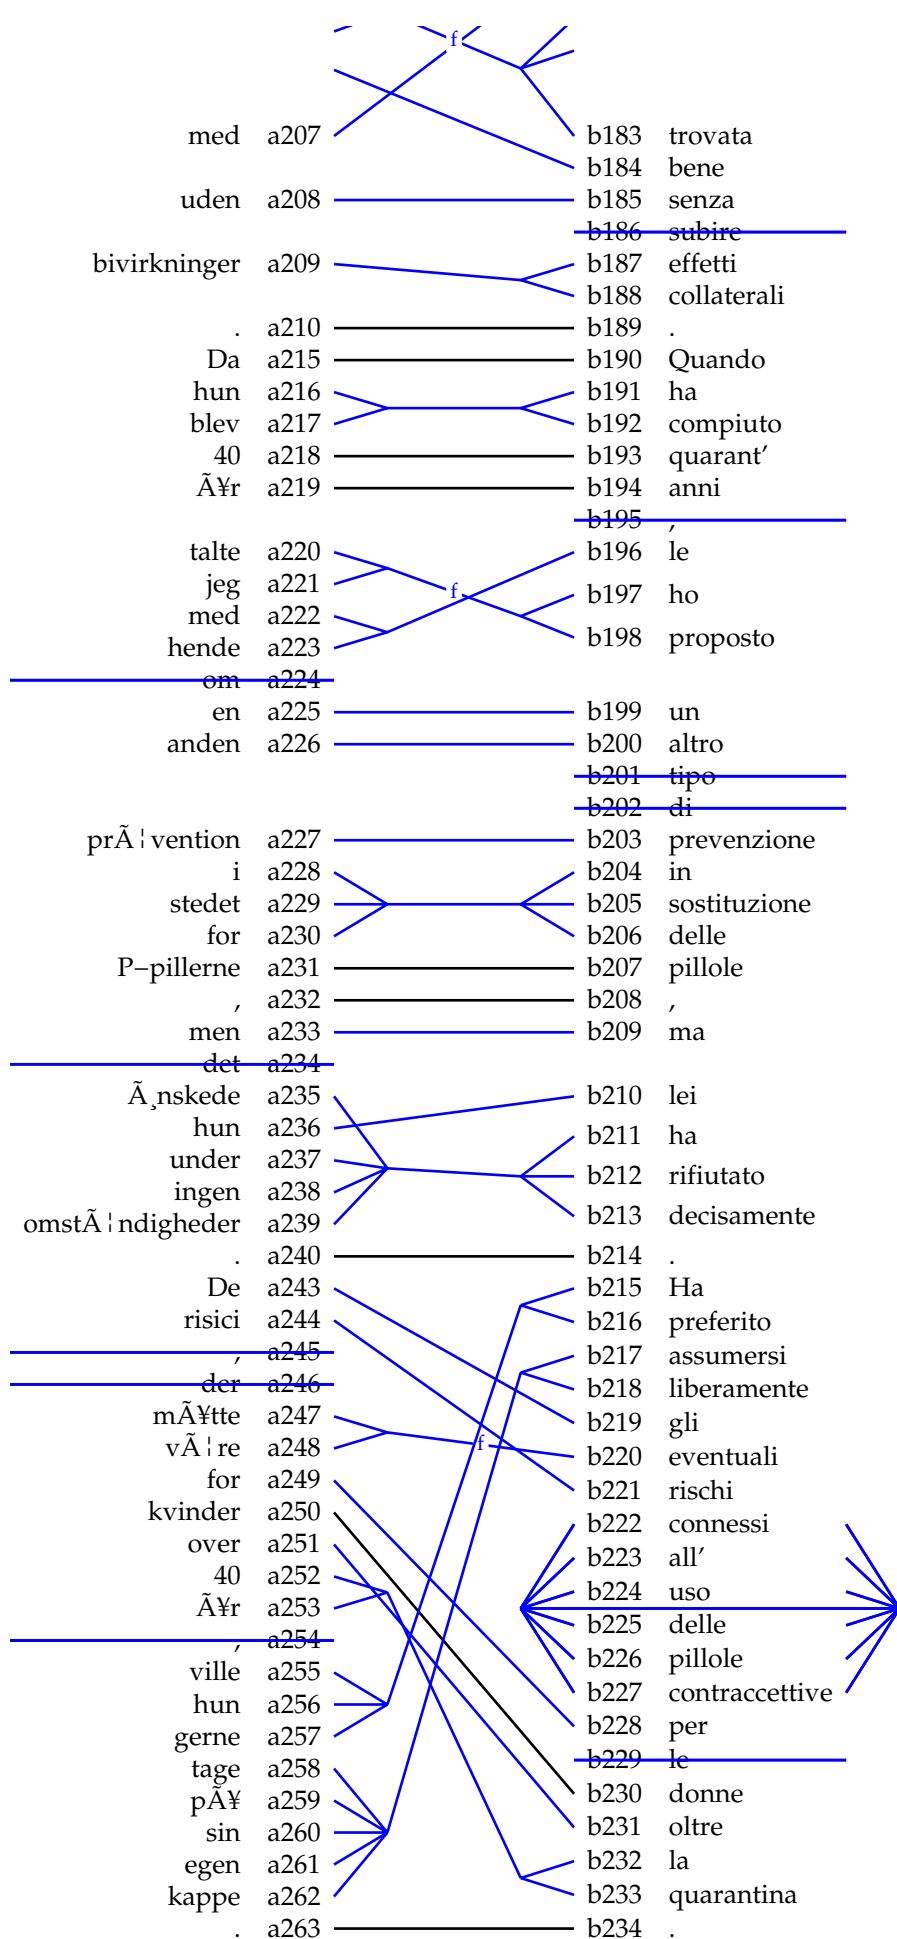 f
med a207 b183 trovata
b184 bene
uden a208 b185 senza
b186 subire
bivirkninger a209 b187 effetti
b188 collaterali
. a210 b189 .
Da a215 b190 Quando
hun a216 b191 ha
blev a217 b192 compiuto
40 a218 b193 quarant’
Ã¥r a219 b194 anni
b195 ,
talte a220 b196 le
jeg a221 f b197 ho
med a222 b198 proposto
hende a223
om a224
en a225 b199 un
anden a226 b200 altro
b201 tipo
b202 di
prÃ¦vention a227 b203 prevenzione
i a228 b204 in
stedet a229 b205 sostituzione
for a230 b206 delle
P−pillerne a231 b207 pillole
, a232 b208 ,
men a233 b209 ma
det a234
Ã¸nskede a235 b210 lei
hun a236 b211 ha
under a237 b212 rifiutato
ingen a238 b213 decisamente
omstÃ¦ndigheder a239
. a240 b214 .
De a243 b215 Ha
risici a244 b216 preferito
, a245 b217 assumersi
der a246 b218 liberamente
mÃ¥tte a247 b219 gli
vÃ¦re a248 f b220 eventuali
for a249 b221 rischi
kvinder a250 b222 connessi
over a251 b223 all’
40 a252 b224 uso
Ã¥r a253 b225 delle
, a254 b226 pillole
ville a255 b227 contraccettive
hun a256 b228 per
gerne a257 b229 le
tage a258 b230 donne
pÃ¥ a259 b231 oltre
sin a260 b232 la
egen a261 b233 quarantina
kappe a262
. a263 b234 .